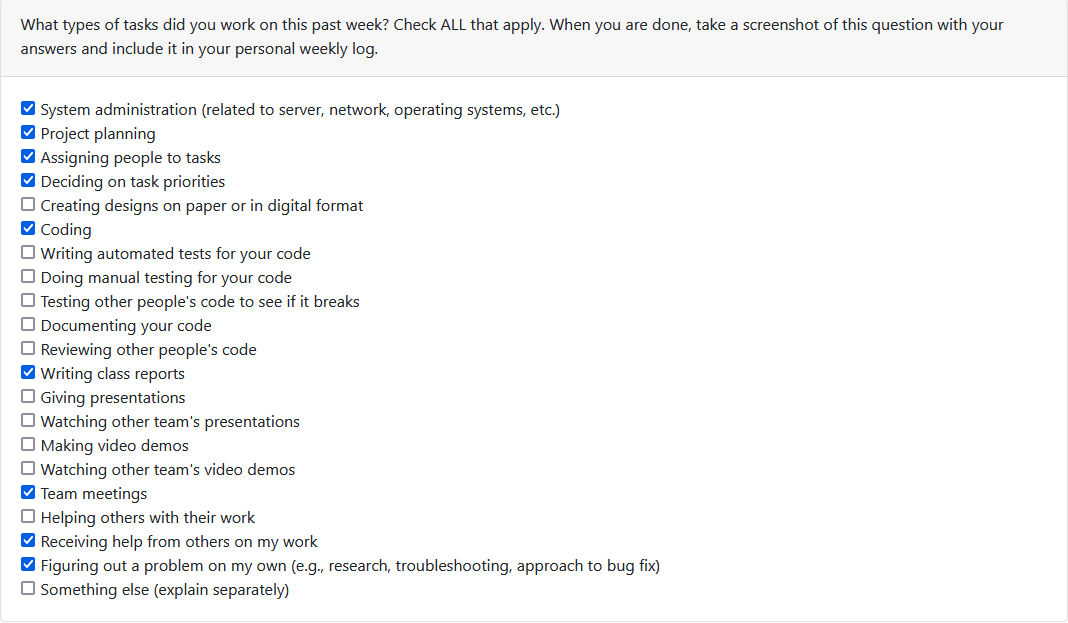 What types of tasks did you work on this past week? Check ALL that apply. When you are done, take a screenshot of this question with your
answers and include it in your personal weekly log.
System administration (related to server, network, operating systems, etc.)
Project planning
Assigning people to tasks
Deciding on task priorities
Creating designs on paper or in digital format
Coding
Writing automated tests for your code
Doing manual testing for your code
Testing other people's code to see if it breaks
Documenting your code
Reviewing other people's code
Writing class reports
Giving presentations
Watching other team's presentations
Making video demos
Watching other team's video demos
Team meetings
Helping others with their work
Receiving help from others on my work
Figuring out a problem on my own (e.g., research, troubleshooting, approach to bug fix)
Something else (explain separately)